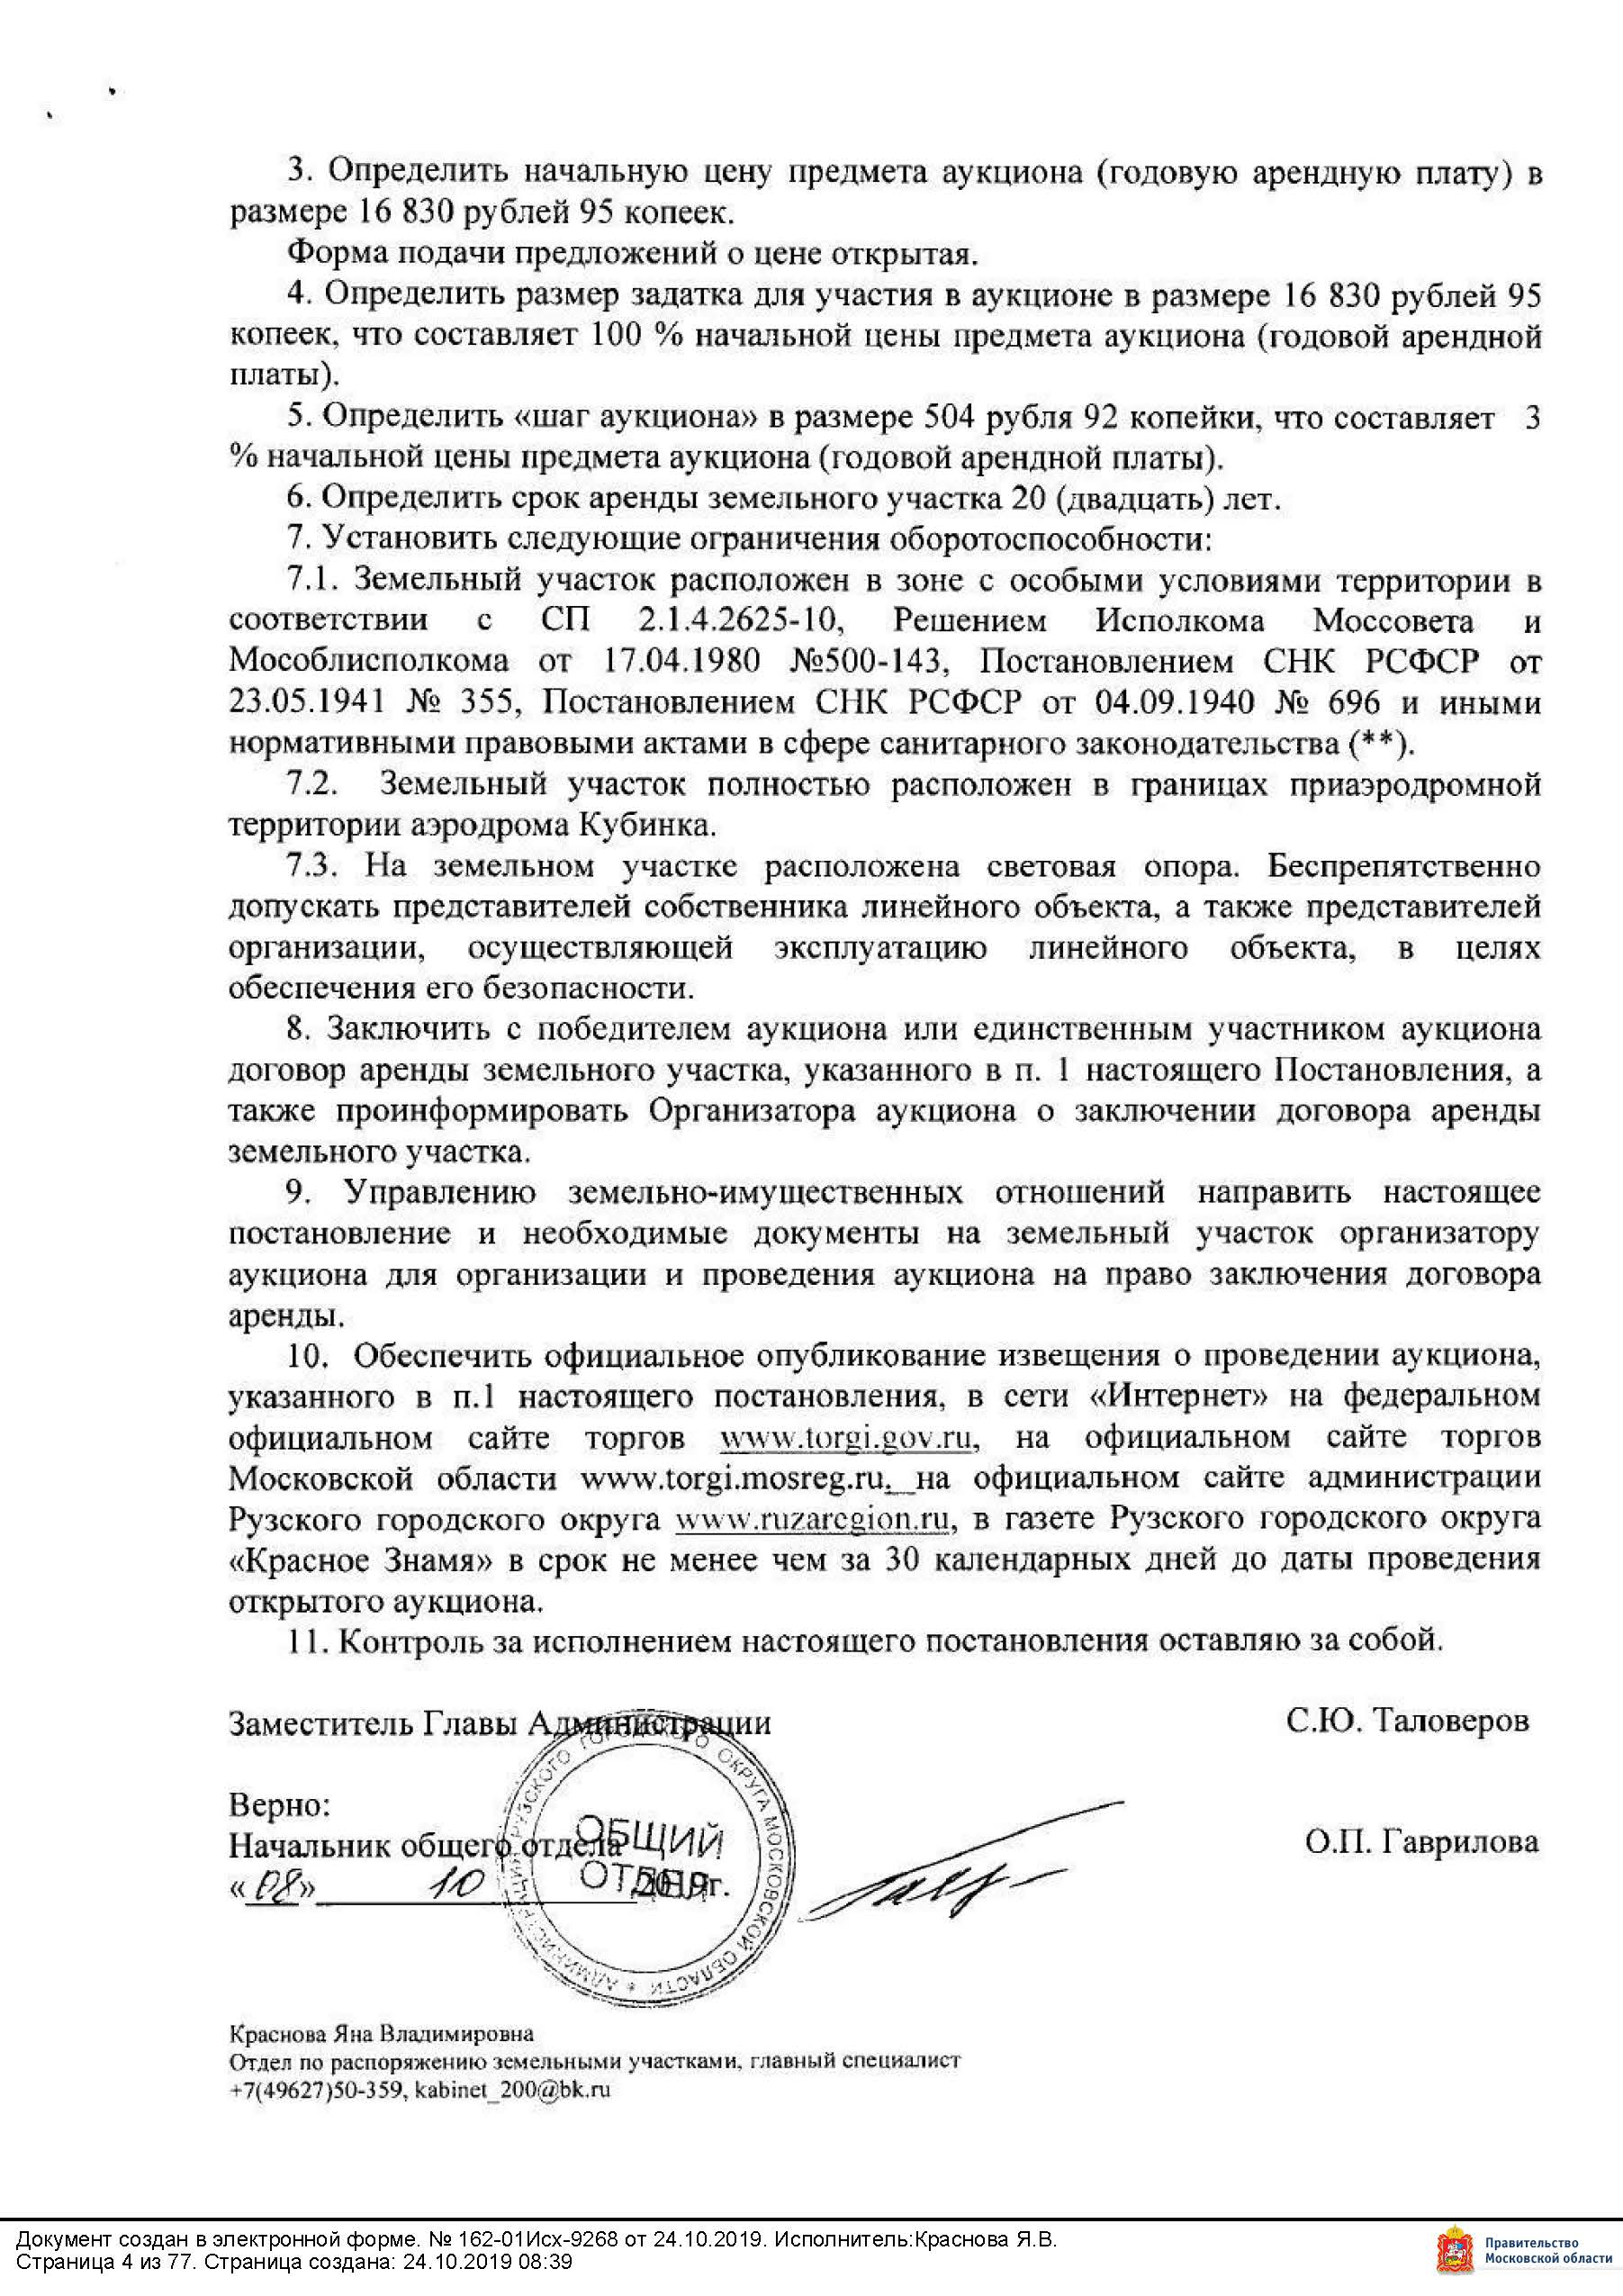 3. Определить начальную цену предмета аукциона (годовую арендную плату) в
размере 16 830 рублей 95 копеек.
Форма подачи предложений о цене открытая.
4. Определить размер задатка для участия в аукционе в размере 16 830 рублей 95
копеек, что составляет 100 % начальной цены предмета аукциона (годовой арендной
платы).
5. Определить «шаг аукциона» в размере 504 рубля 92 копейки, что составляет 3
% начальной цены предмета аукциона (годовой арендной платы).
6. Определить срок аренды земельного участка 20 (двадцать) лет.
7. Установить следующие ограничения оборотоспособности:
7.1. Земельный участок расположен в зоне с особыми условиями территории в
соответствии с СП 2.1.4.2625-10, Решением Исполкома Моссовета и
Мособлисполкома от 17.04.1980 №500-143, Постановлением СНК РСФСР от
23.05.1941 № 355, Постановлением СНК РСФСР от 04.09.1940 № 696 и иными
нормативными правовыми актами в сфере санитарного законодательства (**).
7.2. Земельный участок полностью расположен в границах приаэродромной
территории аэродрома Кубинка.
7.3. На земельном участке расположена световая опора. Беспрепятственно
допускать представителей собственника линейного объекта, а также представителей
организации, осуществляющей эксплуатацию линейного объекта, в целях
обеспечения его безопасности.
8. Заключить с победителем аукциона или единственным участником аукциона
договор аренды земельного участка, указанного в п. 1 настоящего Постановления, а
также проинформировать Организатора аукциона о заключении договора аренды
земельного участка.
9. Управлению земельно-имущественных отношений направить настоящее
постановление и необходимые документы на земельный участок организатору
аукциона для организации и проведения аукциона на право заключения договора
аренды.
10. Обеспечить официальное опубликование извещения о проведении аукциона,
указанного в п.1 настоящего постановления, в сети «Интернет» на федеральном
официальном сайте торгов www.torgi.gov.ru, на официальном сайте торгов
Московской области www.torgi.mosreg.ru, на официальном сайте администрации
Рузского городского округа www.ruzaregion.ru, в газете Рузского городского округа
«Красное Знамя» в срок не менее чем за 30 календарных дней до даты проведения
открытого аукциона.
11. Контроль за исполнением настоящего постановления оставляю за собой.
Заместитель Главы Администрации С.Ю. Таловеров
Верно:
Начальник общего отдела О.П. Гаврилова
«08» 10 2019г.
АДМИНИСТРАЦИЯ РУЗСКОГО ГОРОДСКОГО ОКРУГА МОСКОВСКОЙ ОБЛАСТИ *
ОБЩИЙ
ОТДЕЛ
Краснова Яна Владимировна
Отдел по распоряжению земельными участками, главный специалист
+7(49627)50-359, kabinet_200@bk.ru
Документ создан в электронной форме. № 162-01Исх-9268 от 24.10.2019. Исполнитель:Краснова Я.В.
Страница 4 из 77. Страница создана: 24.10.2019 08:39
Правительство
Московской области